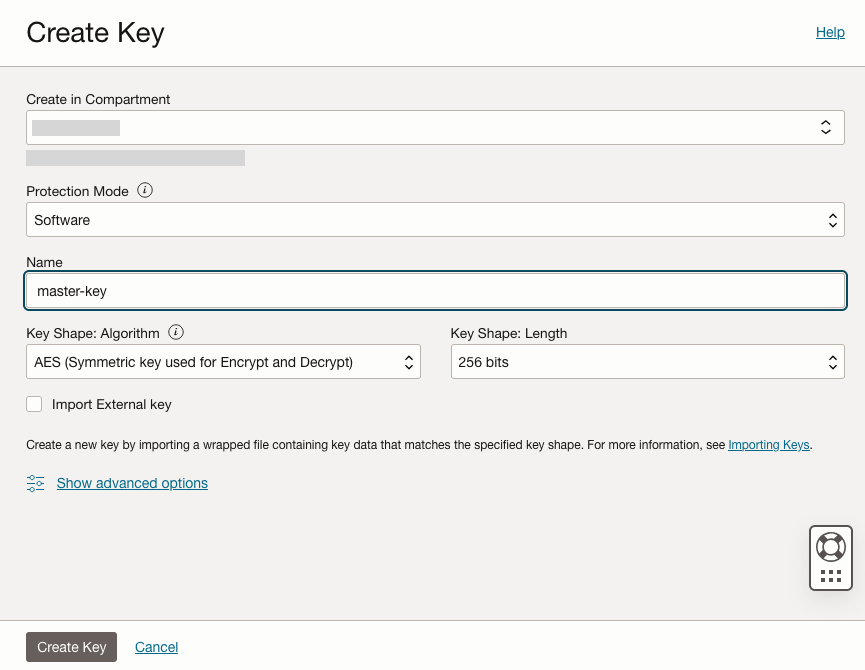 Create Key
Help
Create in Compartment
Protection Mode
Software
Name
master-key
Key Shape: Algorithm
Key Shape: Length
AES (Symmetric key used for Encrypt and Decrypt)
256 bits
Import External key
Create a new key by importing a wrapped file containing key data that matches the specified key shape. For more information, see Importing Keys.
Show advanced options
Create Key
Cancel